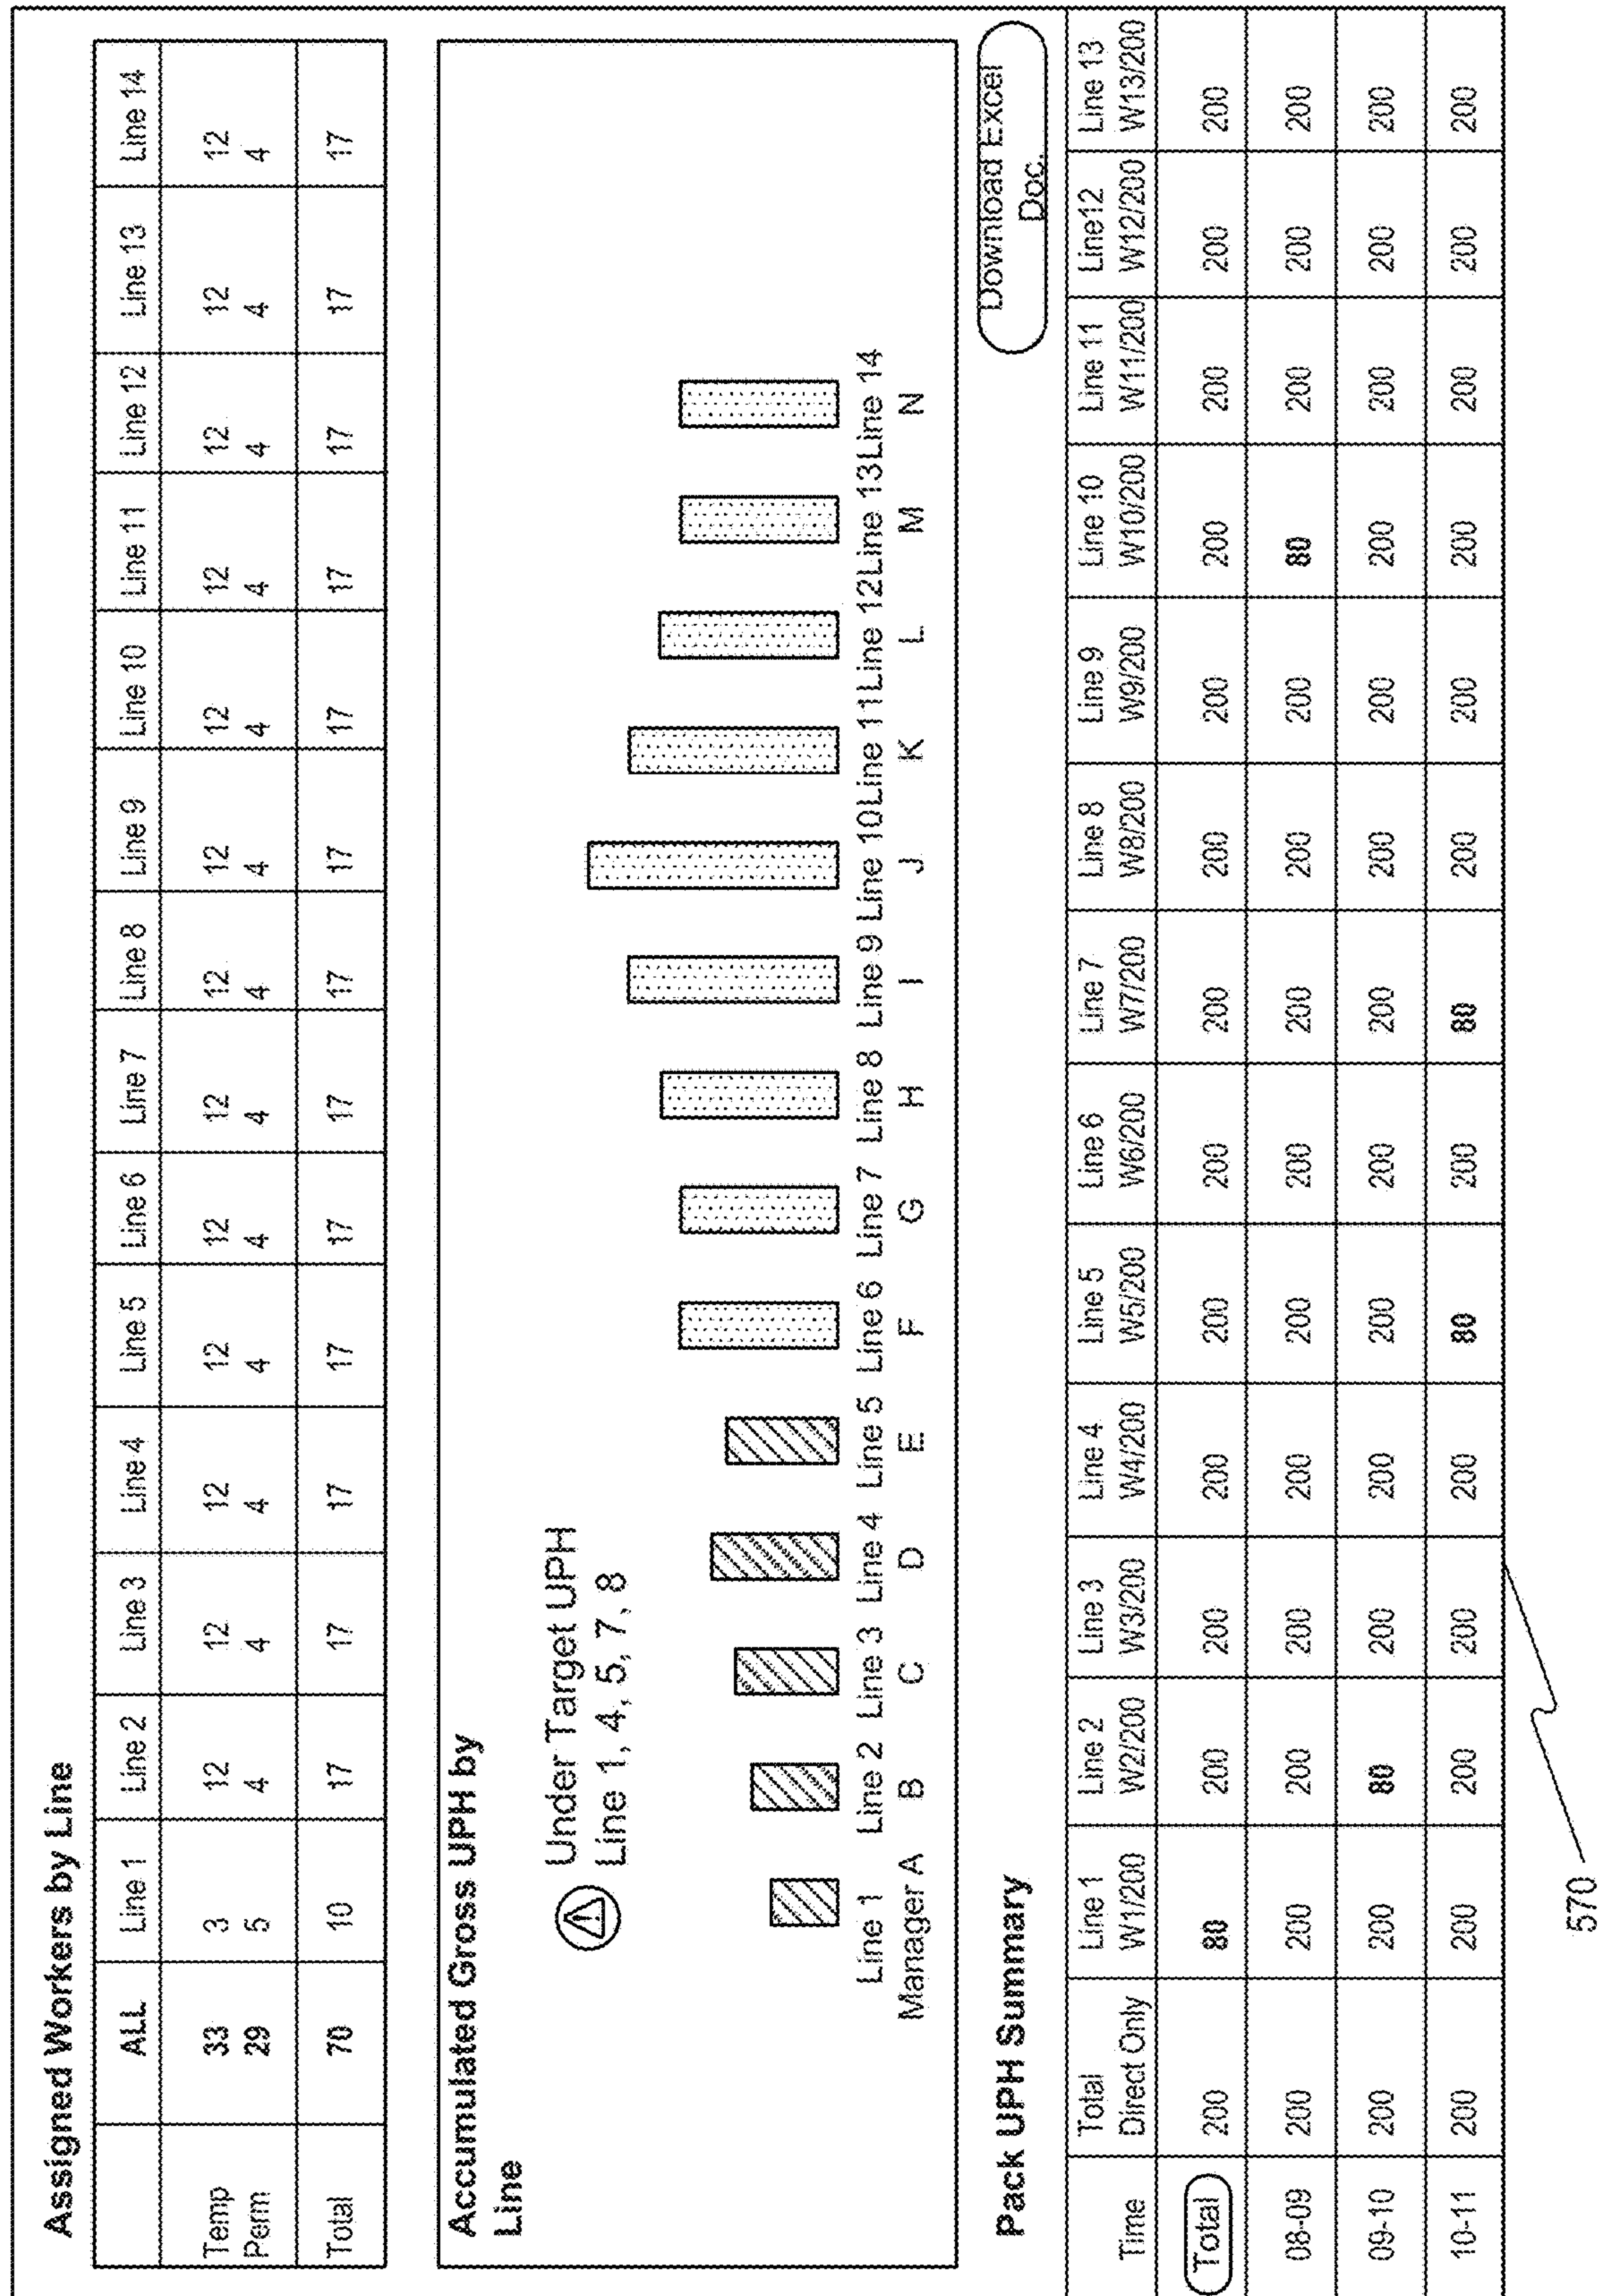 Assigned Workers by Line
ALL Line 1 Line 2 Line 3 Line 4 Line 5 Line 6 Line 7 Line 8 Line 9 Line 10 Line 11 Line 12 Line 13 Line 14
Temp 33 3 12 12 12 12 12 12 12 12 12 12 12 12 12
Perm 29 5 4 4 4 4 4 4 4 4 4 4 4 4 4
Total 70 10 17 17 17 17 17 17 17 17 17 17 17 17 17
Accumulated Gross UPH by
Line
Under Target UPH
Line 1, 4, 5, 7, 8
Line 1 Line 2 Line 3 Line 4 Line 5 Line 6 Line 7 Line 8 Line 9 Line 10 Line 11 Line 12 Line 13 Line 14
Manager A B C D E F G H I J K L M N
Pack UPH Summary
Download Excel
Doc.
Time Total Line 1 Line 2 Line 3 Line 4 Line 5 Line 6 Line 7 Line 8 Line 9 Line 10 Line 11 Line12 Line 13
Direct Only W1/200 W2/200 W3/200 W4/200 W5/200 W6/200 W7/200 W8/200 W9/200 W10/200 W11/200 W12/200 W13/200
Total 200 80 200 200 200 200 200 200 200 200 200 200 200 200
08-09 200 200 200 200 200 200 200 200 200 200 80 200 200 200
09-10 200 200 80 200 200 200 200 200 200 200 200 200 200 200
10-11 200 200 200 200 200 80 200 80 200 200 200 200 200 200
570